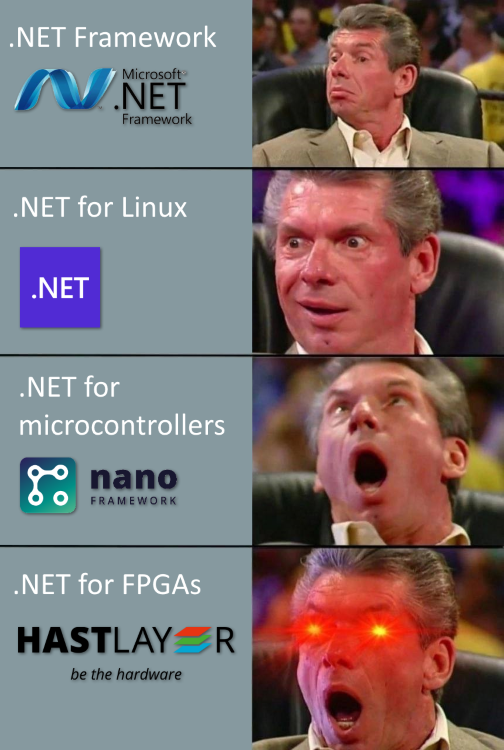 .NET Framework
Microsoft®
.NET
Framework
.NET for Linux
.NET
.NET for
microcontrollers
nano
FRAMEWORK
.NET for FPGAs
HASTLAYER
be the hardware